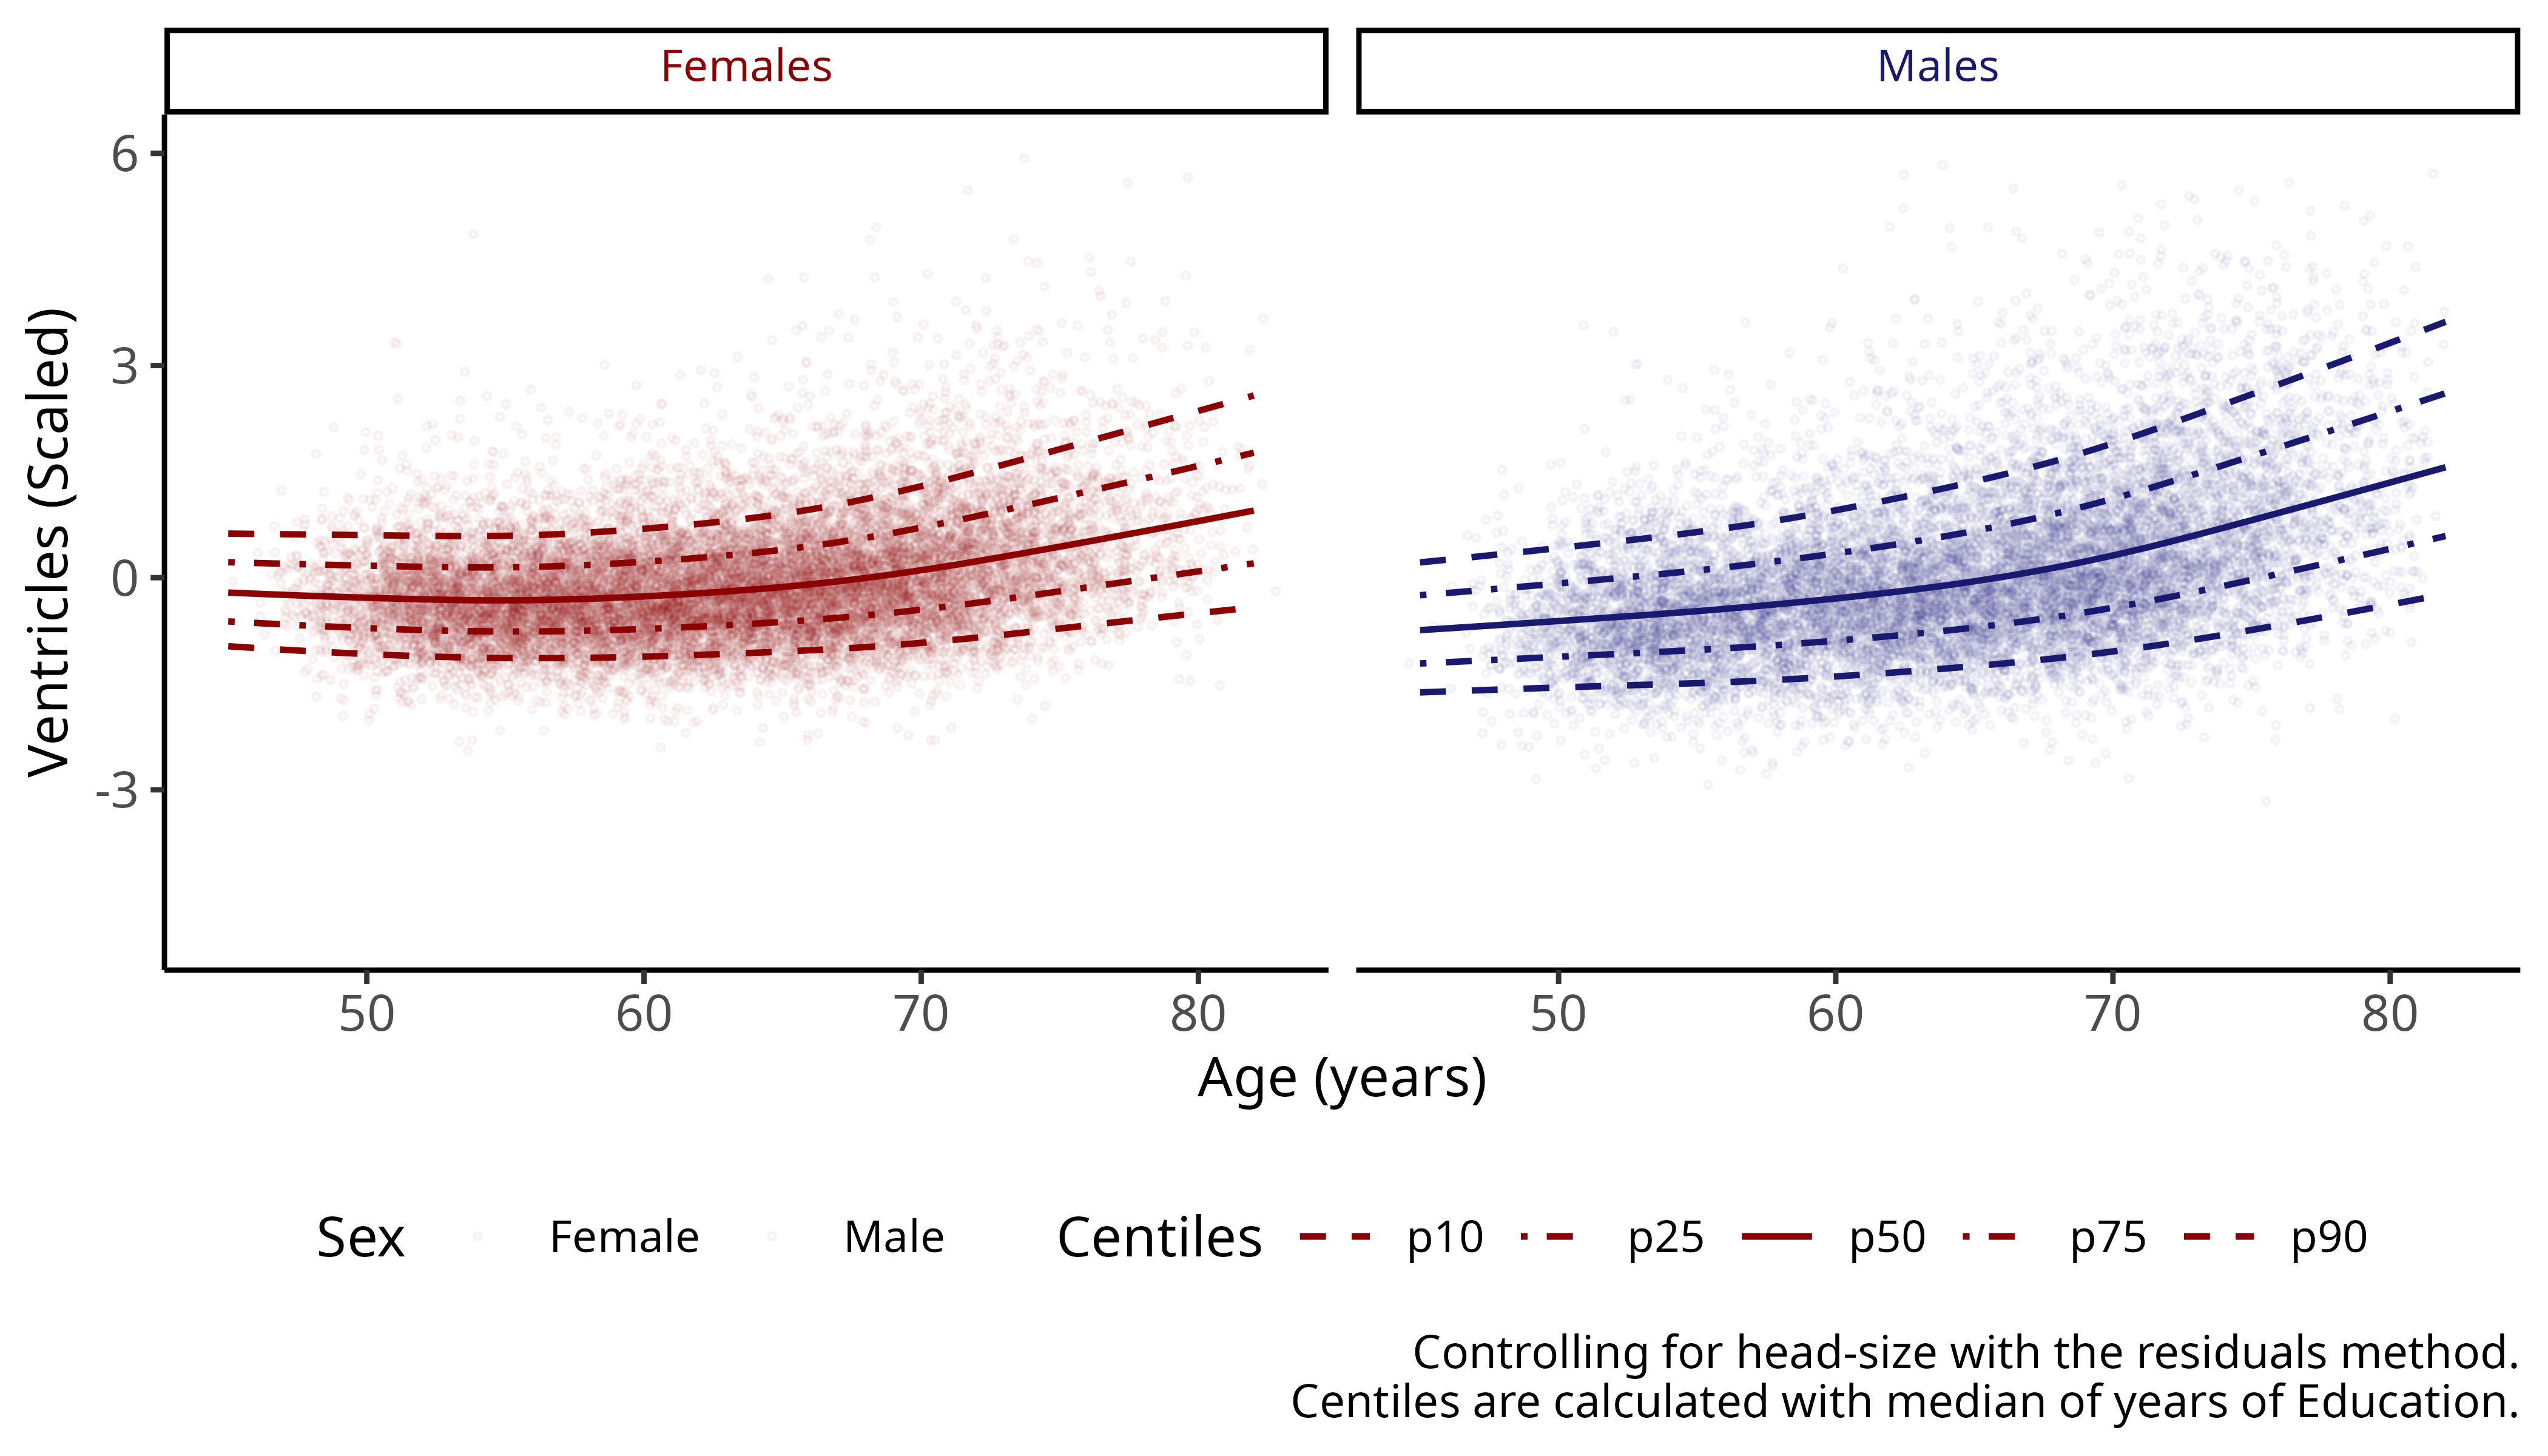 Females
Males
Ventricles (Scaled)
6
3
0
-3
50 60 70 80
50 60 70 80
Age (years)
Sex Female Male Centiles p10 p25 p50 p75 p90
Controlling for head-size with the residuals method.
Centiles are calculated with median of years of Education.